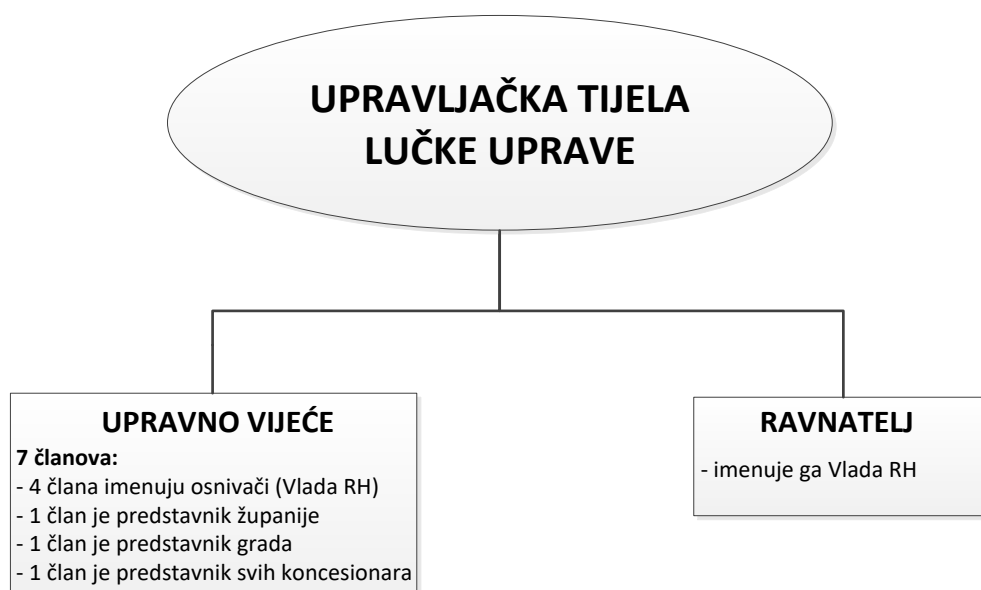 UPRAVLJAČKA TIJELA
LUČKE UPRAVE
UPRAVNO VIJEĆE
7 članova:
- 4 člana imenuju osnivači (Vlada RH)
- 1 član je predstavnik županije
- 1 član je predstavnik grada
- 1 član je predstavnik svih koncesionara
RAVNATELJ
- imenuje ga Vlada RH